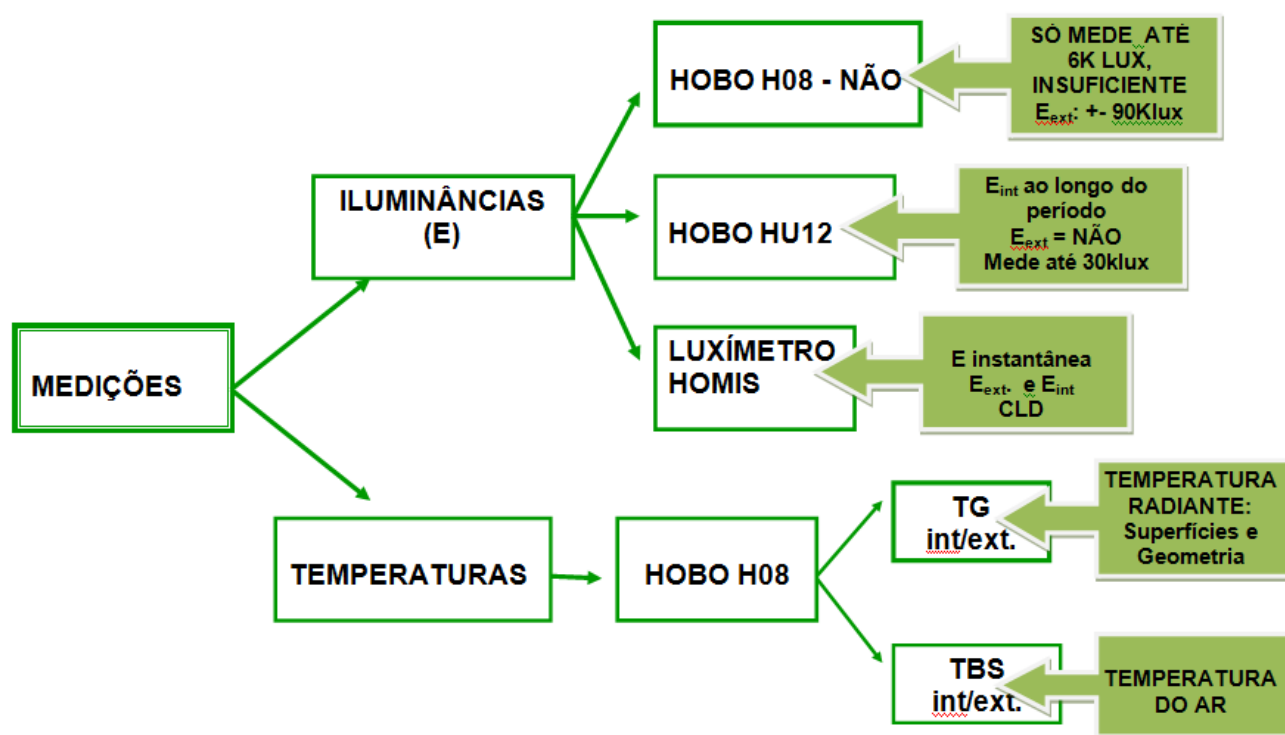 SÓ MEDE ATÉ
6K LUX,
INSUFICIENTE
Eext: +- 90Klux
HOBO H08 - NÃO
ILUMINÂNCIAS
(E)
HOBO HU12
Eint ao longo do
período
Eext = NÃO
Mede até 30klux
LUXÍMETRO
HOMIS
E instantânea
Eext. e Eint
CLD
MEDIÇÕES
TEMPERATURAS
HOBO H08
TG
int/ext.
TEMPERATURA
RADIANTE:
Superfícies e
Geometria
TBS
int/ext.
TEMPERATURA
DO AR